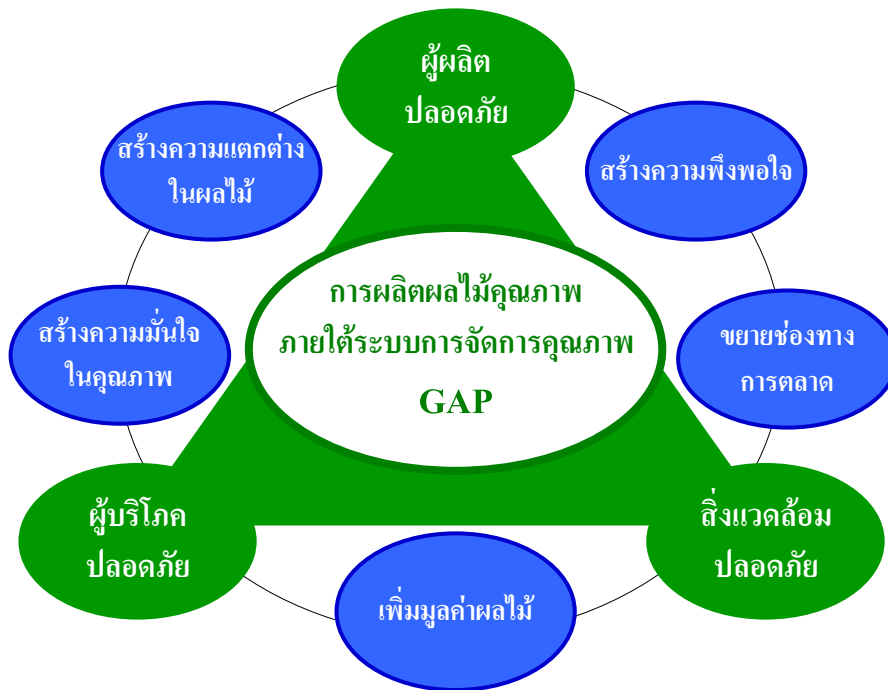 ผู้ผลิต
ปลอดภัย
สร้างความแตกต่าง
ในผลไม้
สร้างความพึงพอใจ
การผลิตผลไม้คุณภาพ
ภายใต้ระบบการจัดการคุณภาพ
GAP
สร้างความมั่นใจ
ในคุณภาพ
ขยายช่องทาง
การตลาด
ผู้บริโภค
ปลอดภัย
สิ่งแวดล้อม
ปลอดภัย
เพิ่มมูลค่าผลไม้